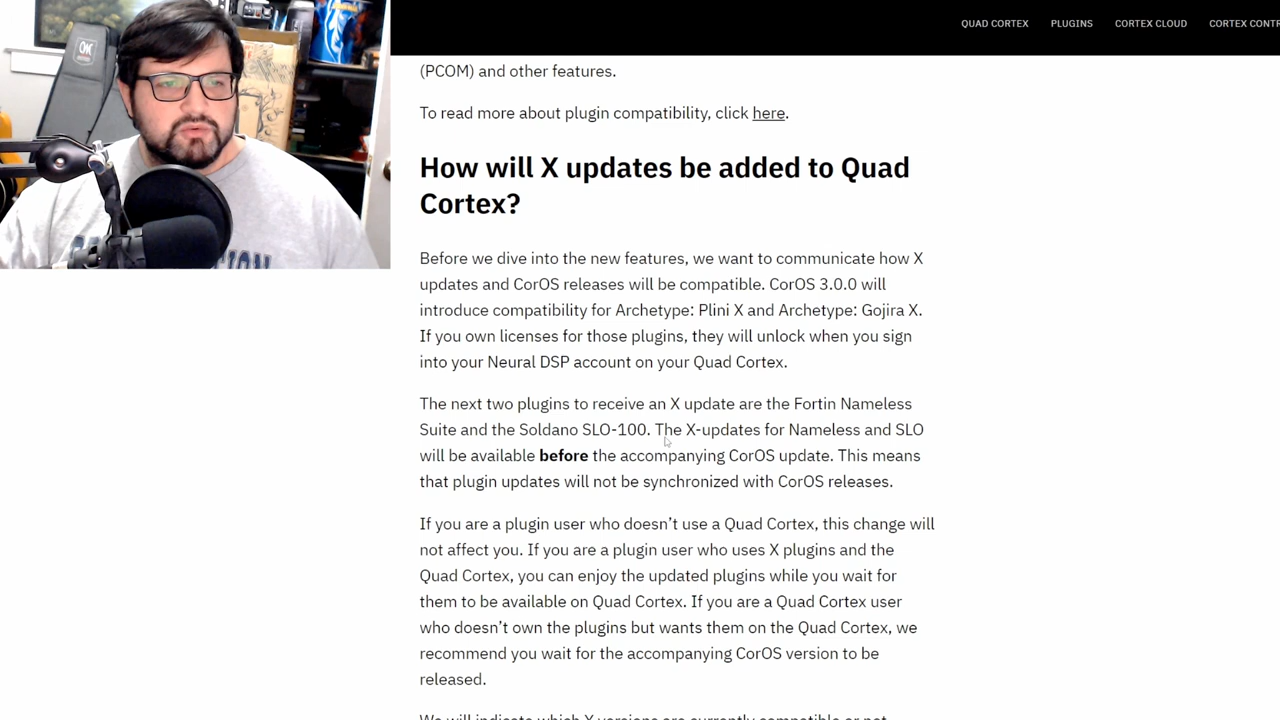 QUAD CORTEX PLUGINS CORTEX CLOUD CORTEX CONTR
(PCOM) and other features.
To read more about plugin compatibility, click here.
How will X updates be added to Quad
Cortex?
Before we dive into the new features, we want to communicate how X
updates and CorOS releases will be compatible. CorOS 3.0.0 will
introduce compatibility for Archetype: Plini X and Archetype: Gojira X.
If you own licenses for those plugins, they will unlock when you sign
into your Neural DSP account on your Quad Cortex.
The next two plugins to receive an X update are the Fortin Nameless
Suite and the Soldano SLO-100. The X-updates for Nameless and SLO
will be available before the accompanying CorOS update. This means
that plugin updates will not be synchronized with CorOS releases.
If you are a plugin user who doesn’t use a Quad Cortex, this change will
not affect you. If you are a plugin user who uses X plugins and the
Quad Cortex, you can enjoy the updated plugins while you wait for
them to be available on Quad Cortex. If you are a Quad Cortex user
who doesn’t own the plugins but wants them on the Quad Cortex, we
recommend you wait for the accompanying CorOS version to be
released.
We will indicate which X versions are currently compatible or not